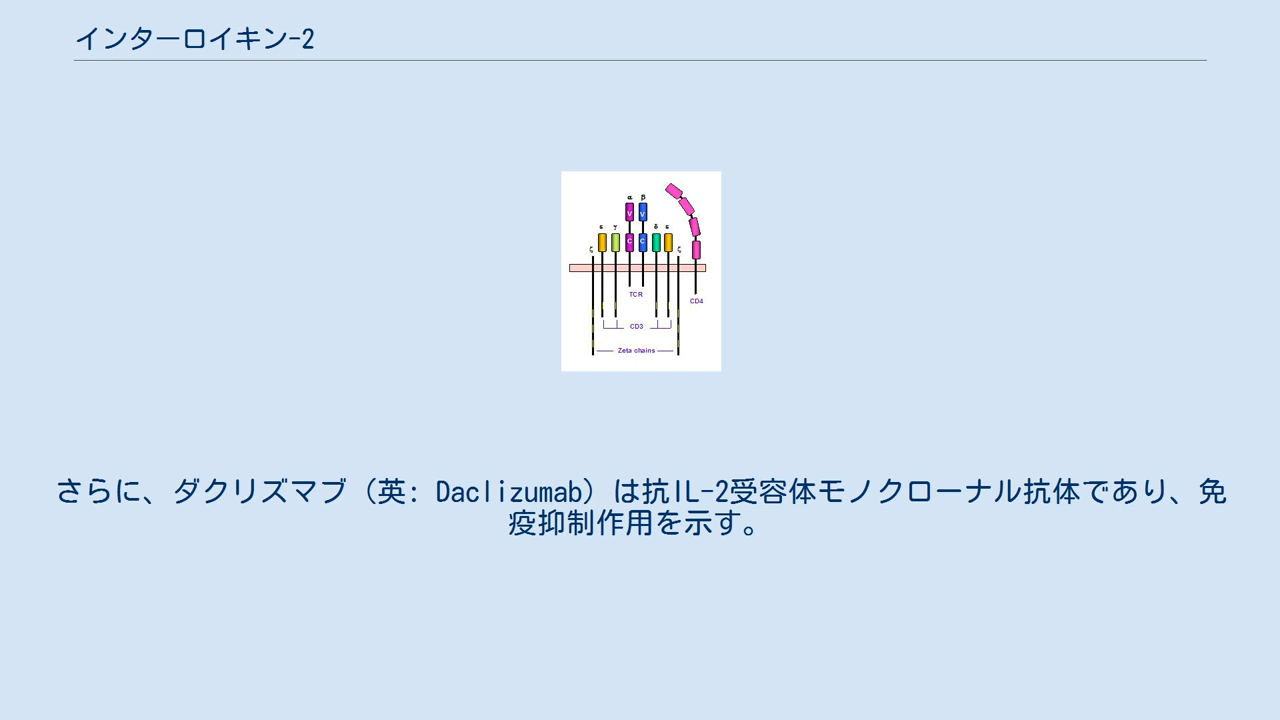 インターロイキン-2
α β
V V
ε γ δ ε
ζ C C ζ
TCR
CD4
CD3
Zeta chains
さらに、ダクリズマブ（英: Daclizumab）は抗IL-2受容体モノクローナル抗体であり、免
疫抑制作用を示す。